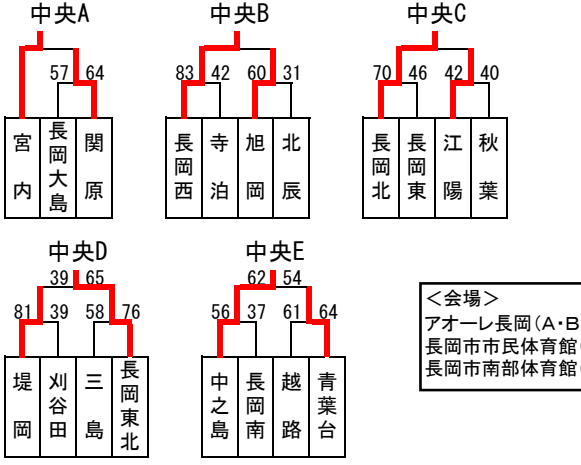 中央A
57 64
宮内
長岡大島
関原
中央B
83 42 60 31
長岡西
寺泊
旭岡
北辰
中央C
70 46 42 40
長岡北
長岡東
江陽
秋葉
中央D
39 65
81 39 58 76
堤岡
刈谷田
三島
長岡東北
中央E
62 54
56 37 61 64
中之島
長岡南
越路
青葉台
＜会場＞
アオーレ長岡(A・B
長岡市市民体育館
長岡市南部体育館